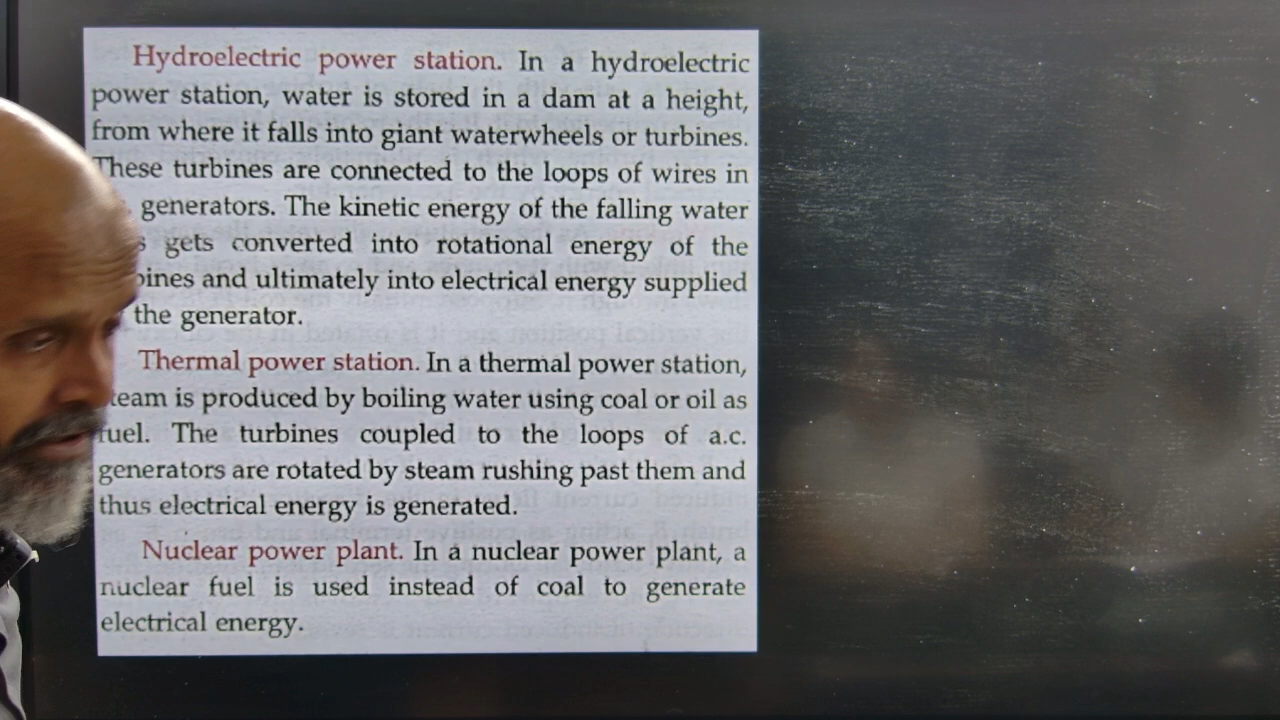 Hydroelectric power station. In a hydroelectric
power station, water is stored in a dam at a height,
from where it falls into giant waterwheels or turbines.
These turbines are connected to the loops of wires in
generators. The kinetic energy of the falling water
gets converted into rotational energy of the
and ultimately into electrical energy supplied
the generator.
Thermal power station. In a thermal power station,
is produced by boiling water using coal or oil as
fuel. The turbines coupled to the loops of a.c.
generators are rotated by steam rushing past them and
thus electrical energy is generated.
Nuclear power plant. In a nuclear power plant, a
nuclear fuel is used instead of coal to generate
electrical energy.